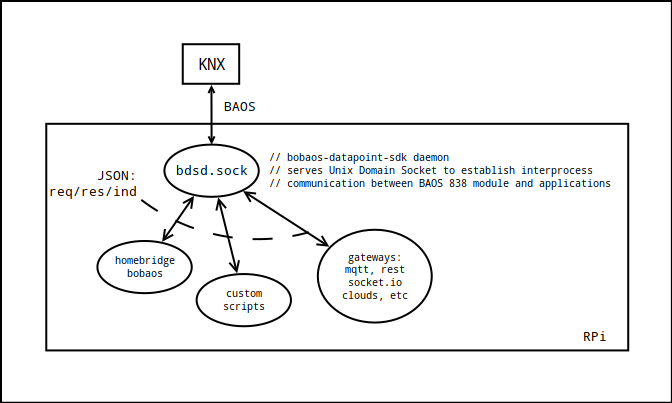 KNX
BAOS
bdsd.sock
// bobaos-datapoint-sdk daemon
// serves Unix Domain Socket to establish interprocess
// communication between BAOS 838 module and applications
JSON:
req/res/ind
homebridge
bobaos
custom
scripts
gateways:
mqtt, rest
socket.io
clouds, etc
RPi